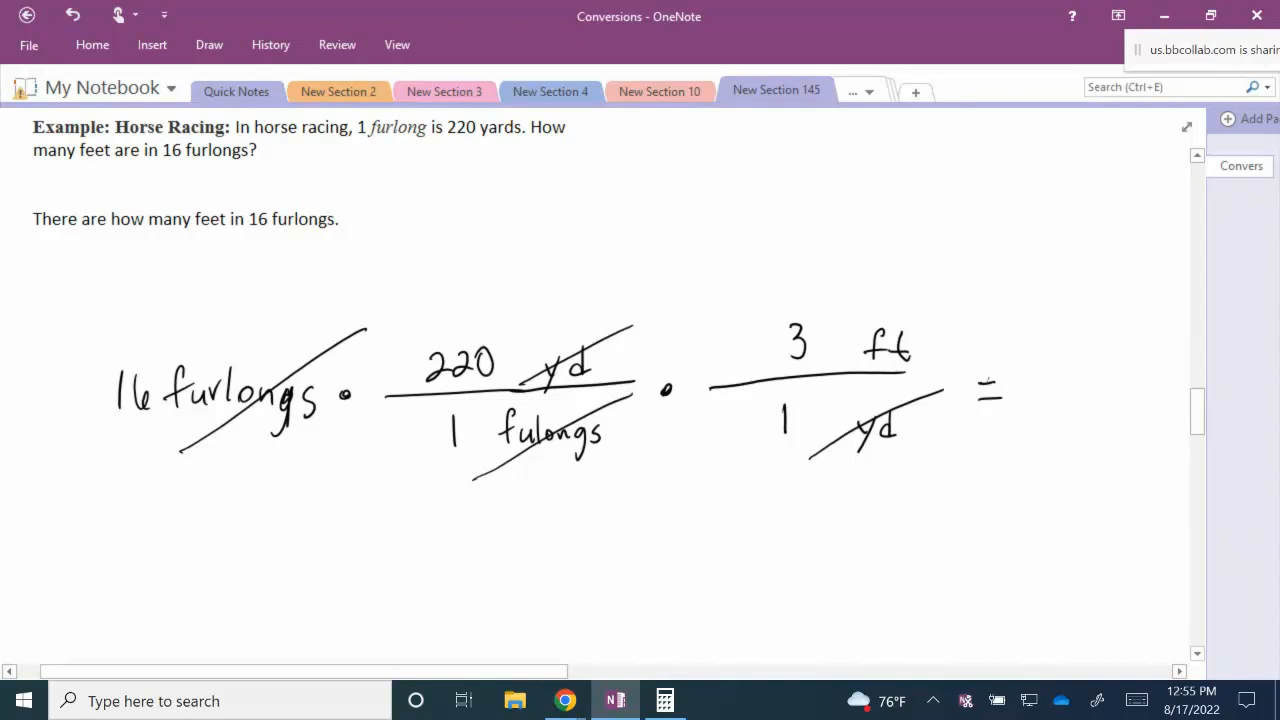 Conversions - OneNote
?
us.bbcollab.com is sharin
File Home Insert Draw History Review View
My Notebook Quick Notes New Section 2 New Section 3 New Section 4 New Section 10 New Section 145 ... + Search (Ctrl+E)
Add Pa
Convers
Example: Horse Racing: In horse racing, 1 furlong is 220 yards. How
many feet are in 16 furlongs?
There are how many feet in 16 furlongs.
16 furlongs • 220 yd / 1 fulongs • 3 ft / 1 yd =
Type here to search
76°F
12:55 PM
8/17/2022